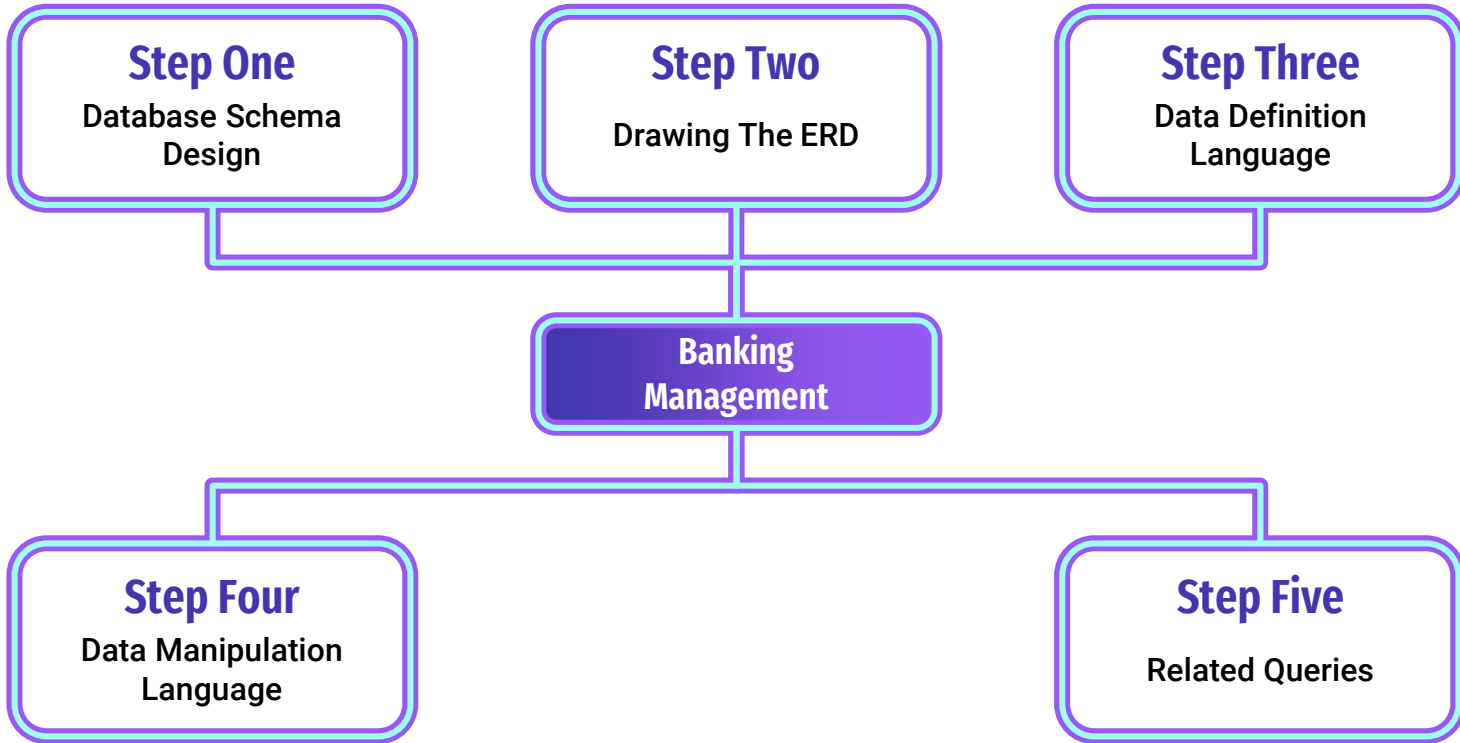 Step One
Database Schema
Design
Step Two
Drawing The ERD
Step Three
Data Definition
Language
Banking
Management
Step Four
Data Manipulation
Language
Step Five
Related Queries